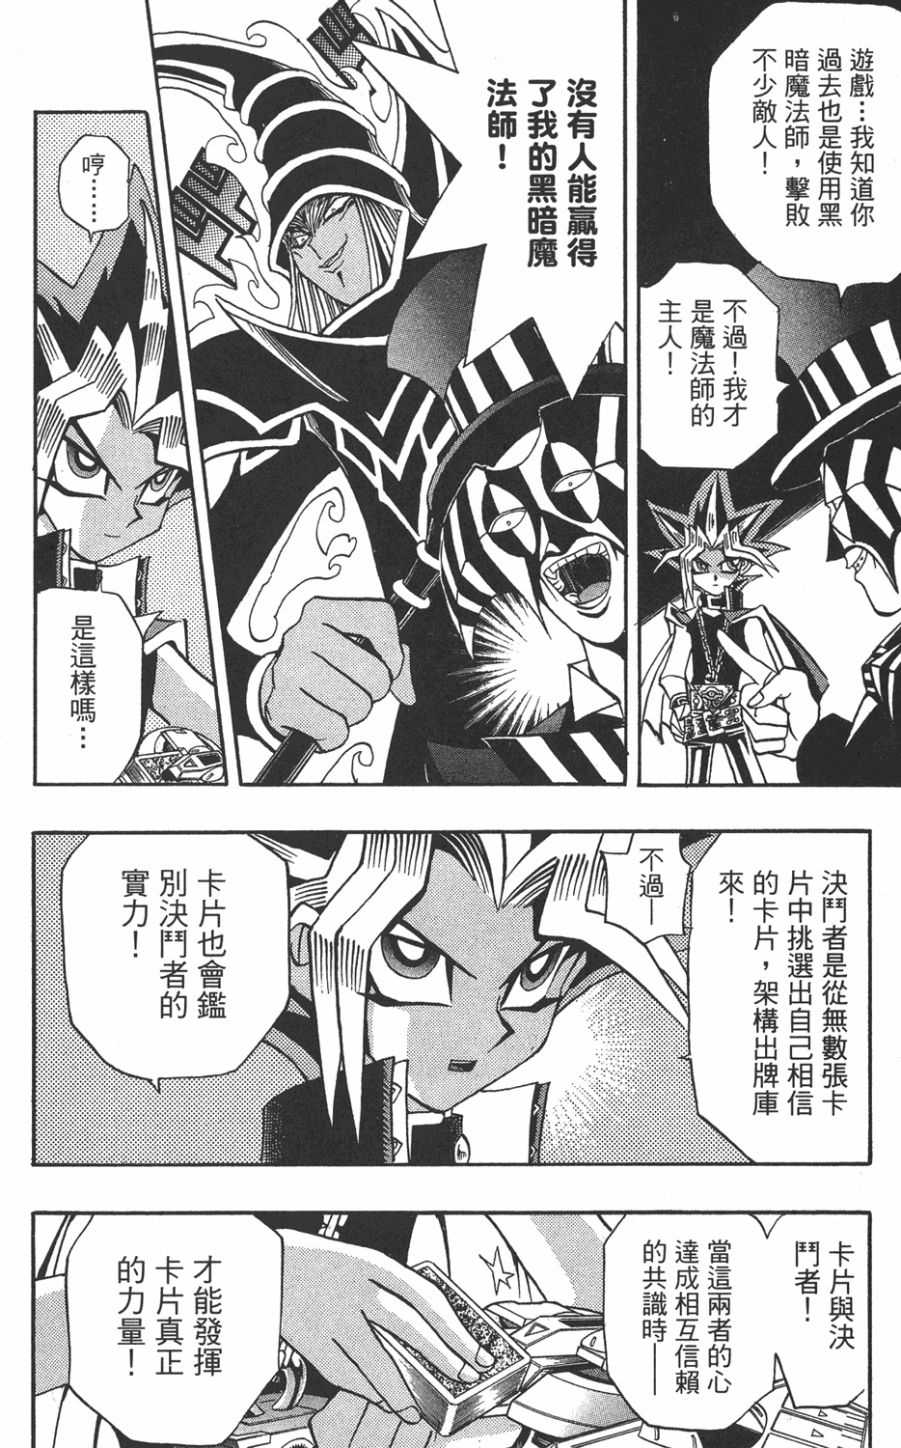 遊戲…我知道你
過去也是使用黑
暗魔法師，擊敗
不少敵人！
不過！我才
是魔法師的
主人！
沒有人能贏得
了我的黑暗魔
法師！
哼……
是這樣嗎…
決鬥者是從無數張卡
片中挑選出自己相信
的卡片，架構出牌庫
來！
不過—
卡片也會鑑
別決鬥者的
實力！
卡片與決
鬥者！
當這兩者的心
達成相互信賴
的共識時——
才能發揮
卡片真正
的力量！